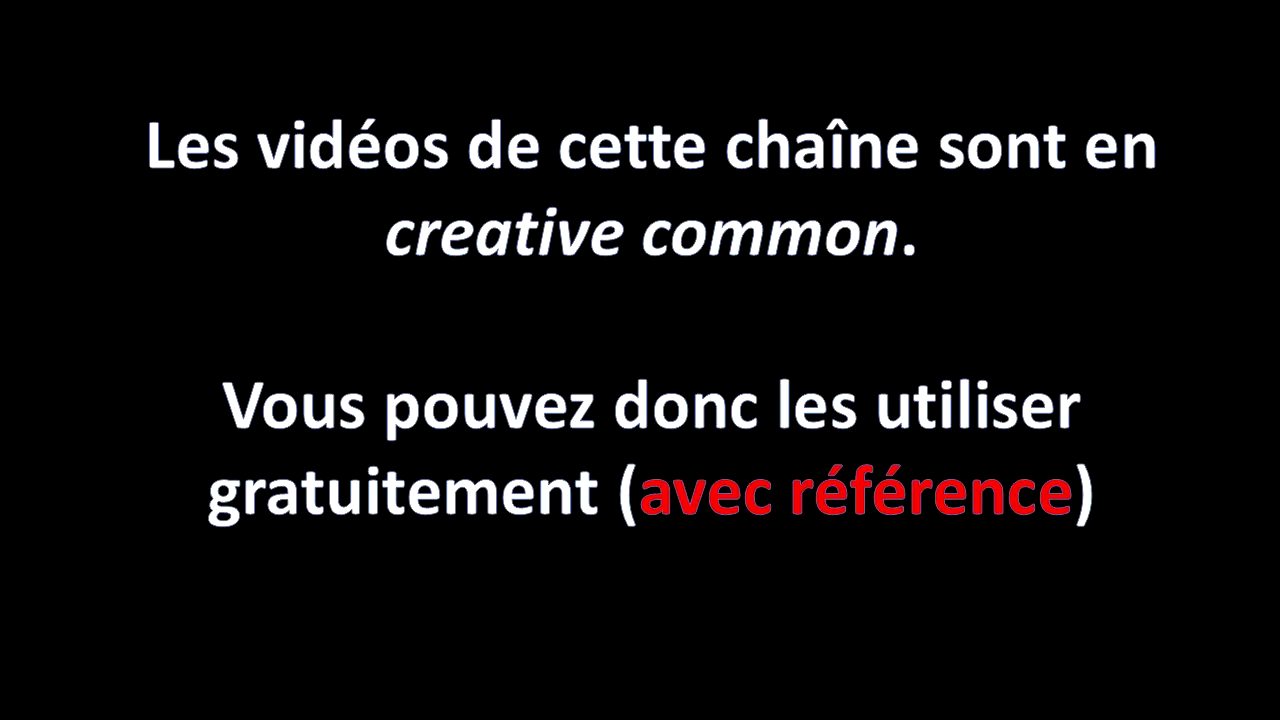 Les vidéos de cette chaîne sont en
creative common.
Vous pouvez donc les utiliser
gratuitement (avec référence)